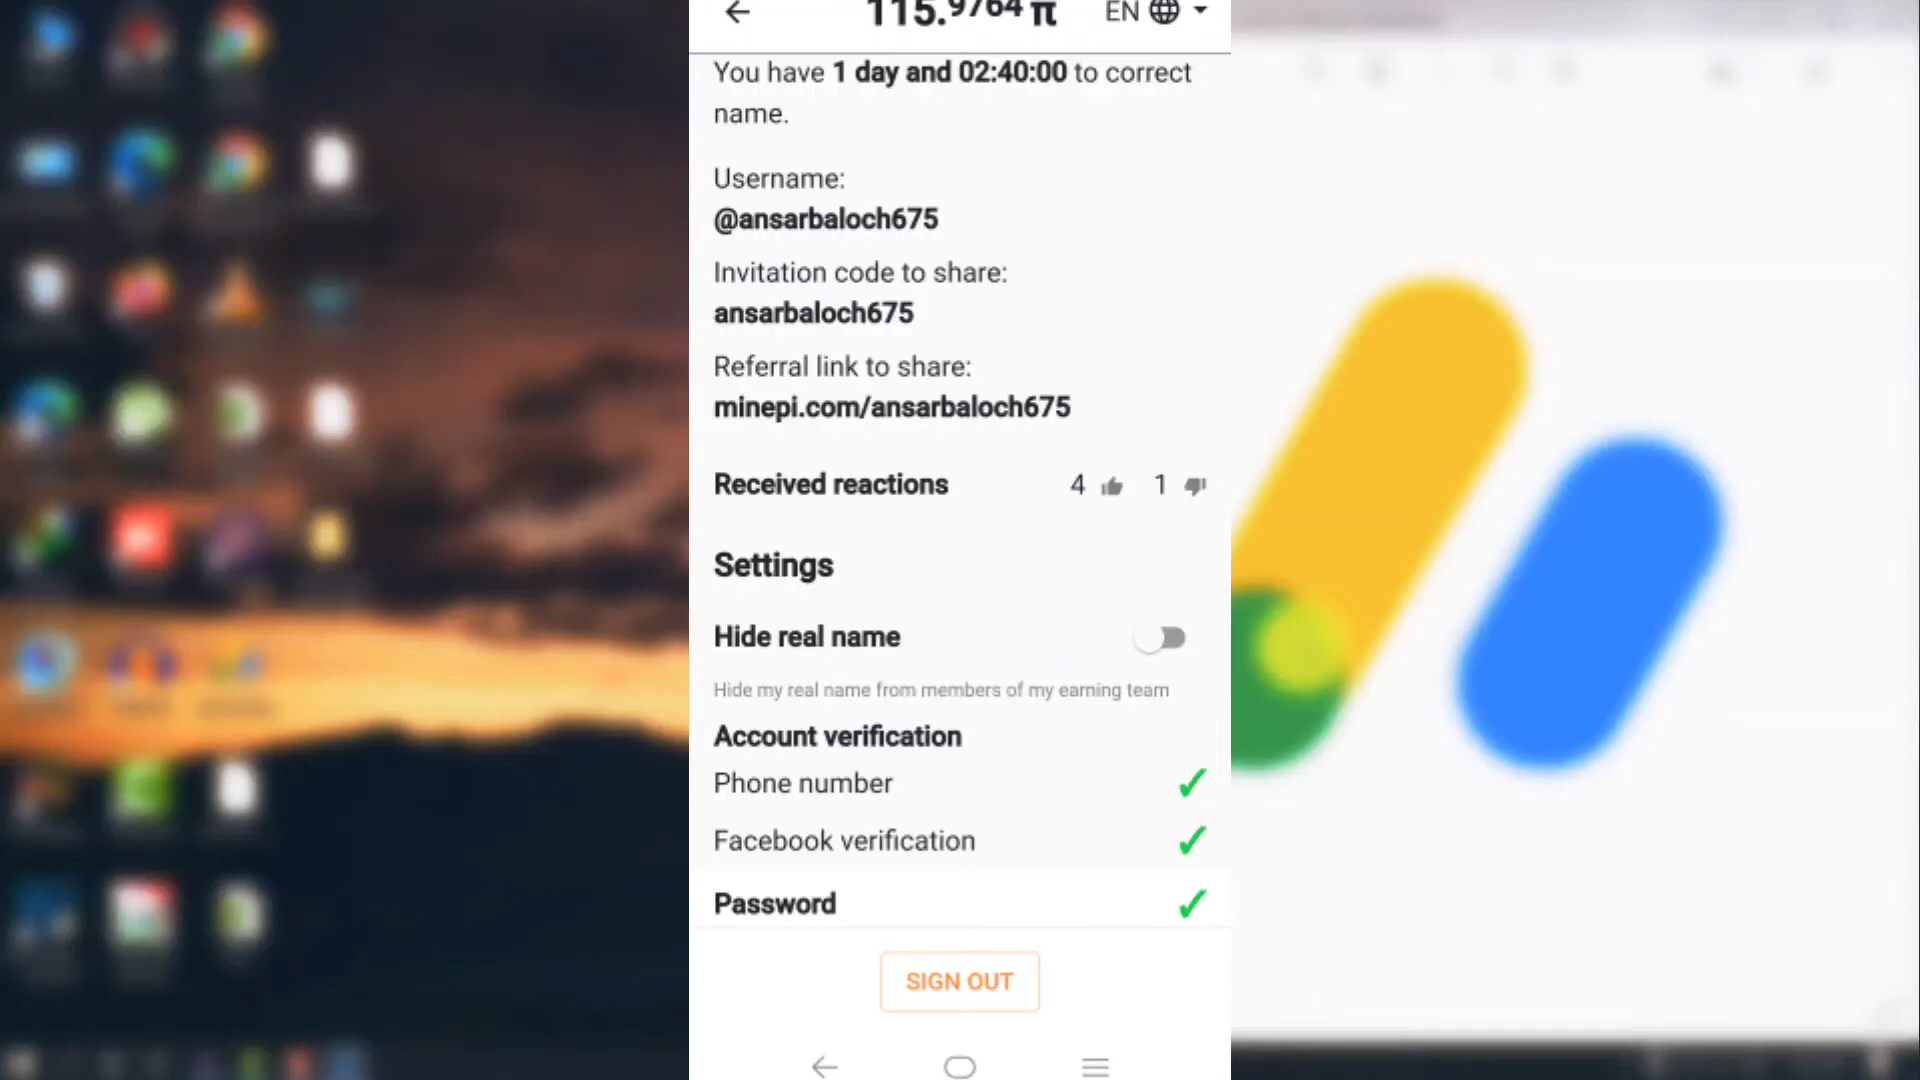 115.9764 π EN
You have 1 day and 02:40:00 to correct
name.
Username:
@ansarbaloch675
Invitation code to share:
ansarbaloch675
Referral link to share:
minepi.com/ansarbaloch675
Received reactions 4 1
Settings
Hide real name
Hide my real name from members of my earning team
Account verification
Phone number
Facebook verification
Password
SIGN OUT